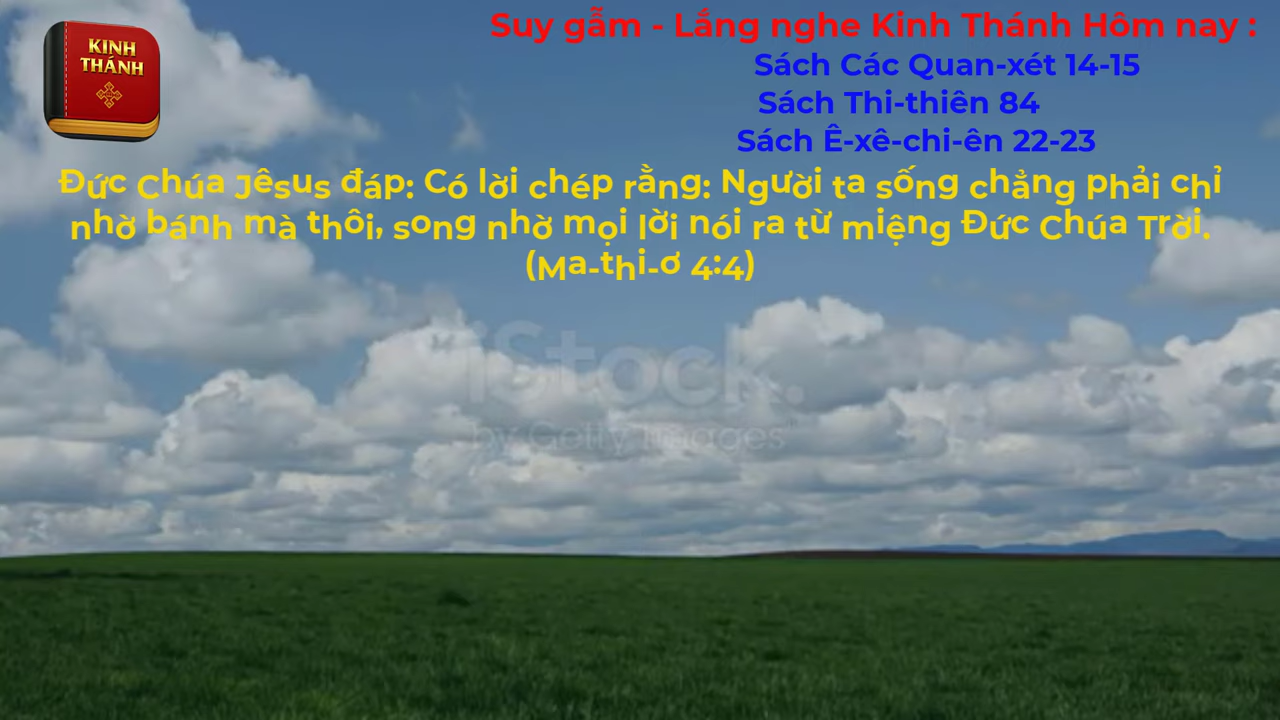 KINH
THÁNH
Suy gẫm - Lắng nghe Kinh Thánh Hôm nay :
Sách Các Quan-xét 14-15
Sách Thi-thiên 84
Sách Ê-xê-chi-ên 22-23
Đức Chúa Jêsus đáp: Có lời chép rằng: Người ta sống chẳng phải chỉ
nhờ bánh mà thôi, song nhờ mọi lời nói ra từ miệng Đức Chúa Trời.
(Ma-thi-ơ 4:4)
iStock.
by Getty Images